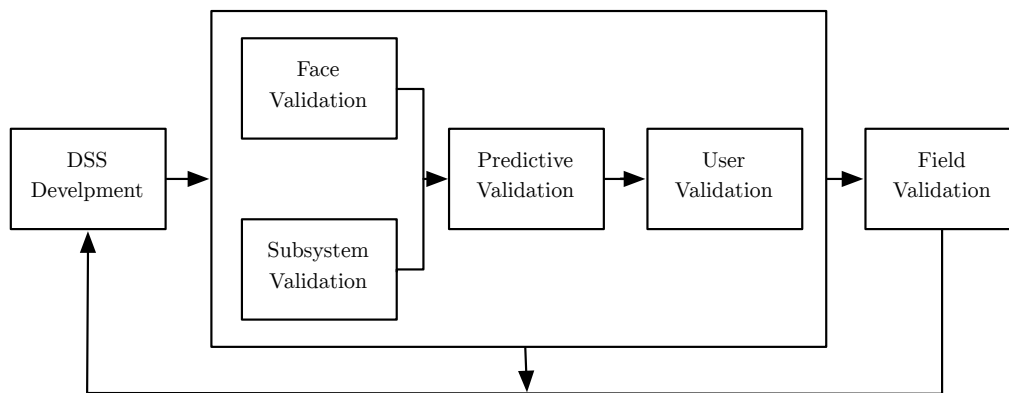 DSS
Develpment
Face
Validation
Subsystem
Validation
Predictive
Validation
User
Validation
Field
Validation